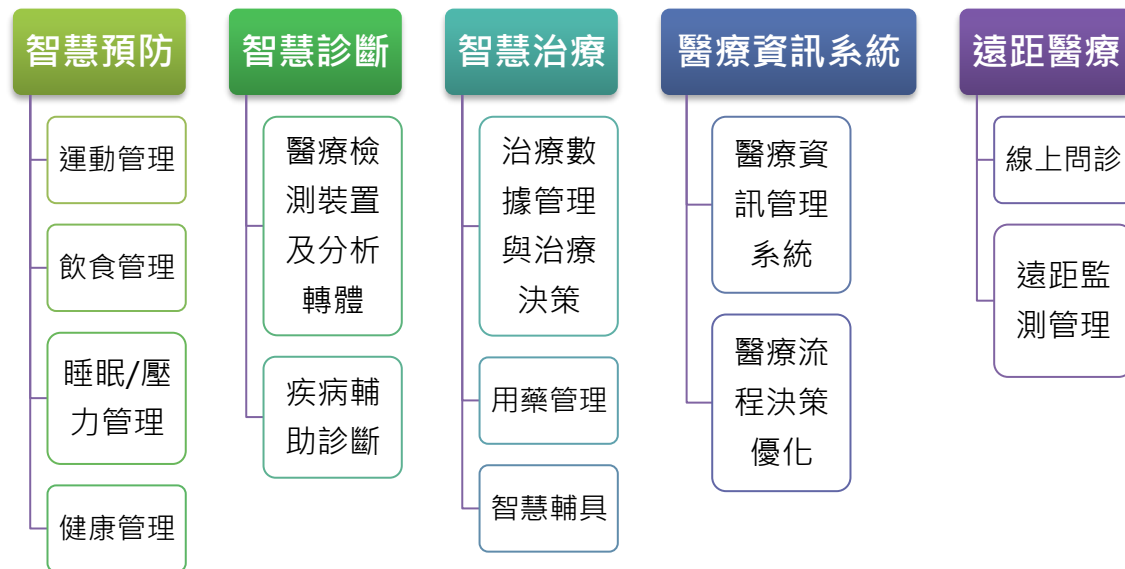 智慧預防
運動管理
飲食管理
睡眠/壓
力管理
健康管理
智慧診斷
醫療檢
測裝置
及分析
轉體
疾病輔
助診斷
智慧治療
治療數
據管理
與治療
決策
用藥管理
智慧輔具
醫療資訊系統
醫療資
訊管理
系統
醫療流
程決策
優化
遠距醫療
線上問診
遠距監
測管理